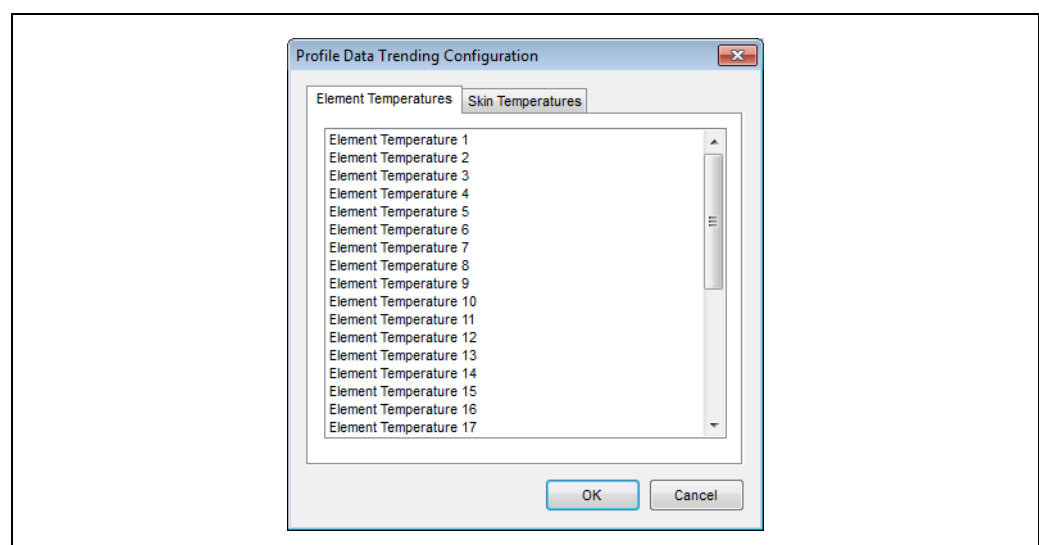 Profile Data Trending Configuration
Element Temperatures Skin Temperatures
Element Temperature 1
Element Temperature 2
Element Temperature 3
Element Temperature 4
Element Temperature 5
Element Temperature 6
Element Temperature 7
Element Temperature 8
Element Temperature 9
Element Temperature 10
Element Temperature 11
Element Temperature 12
Element Temperature 13
Element Temperature 14
Element Temperature 15
Element Temperature 16
Element Temperature 17
OK Cancel